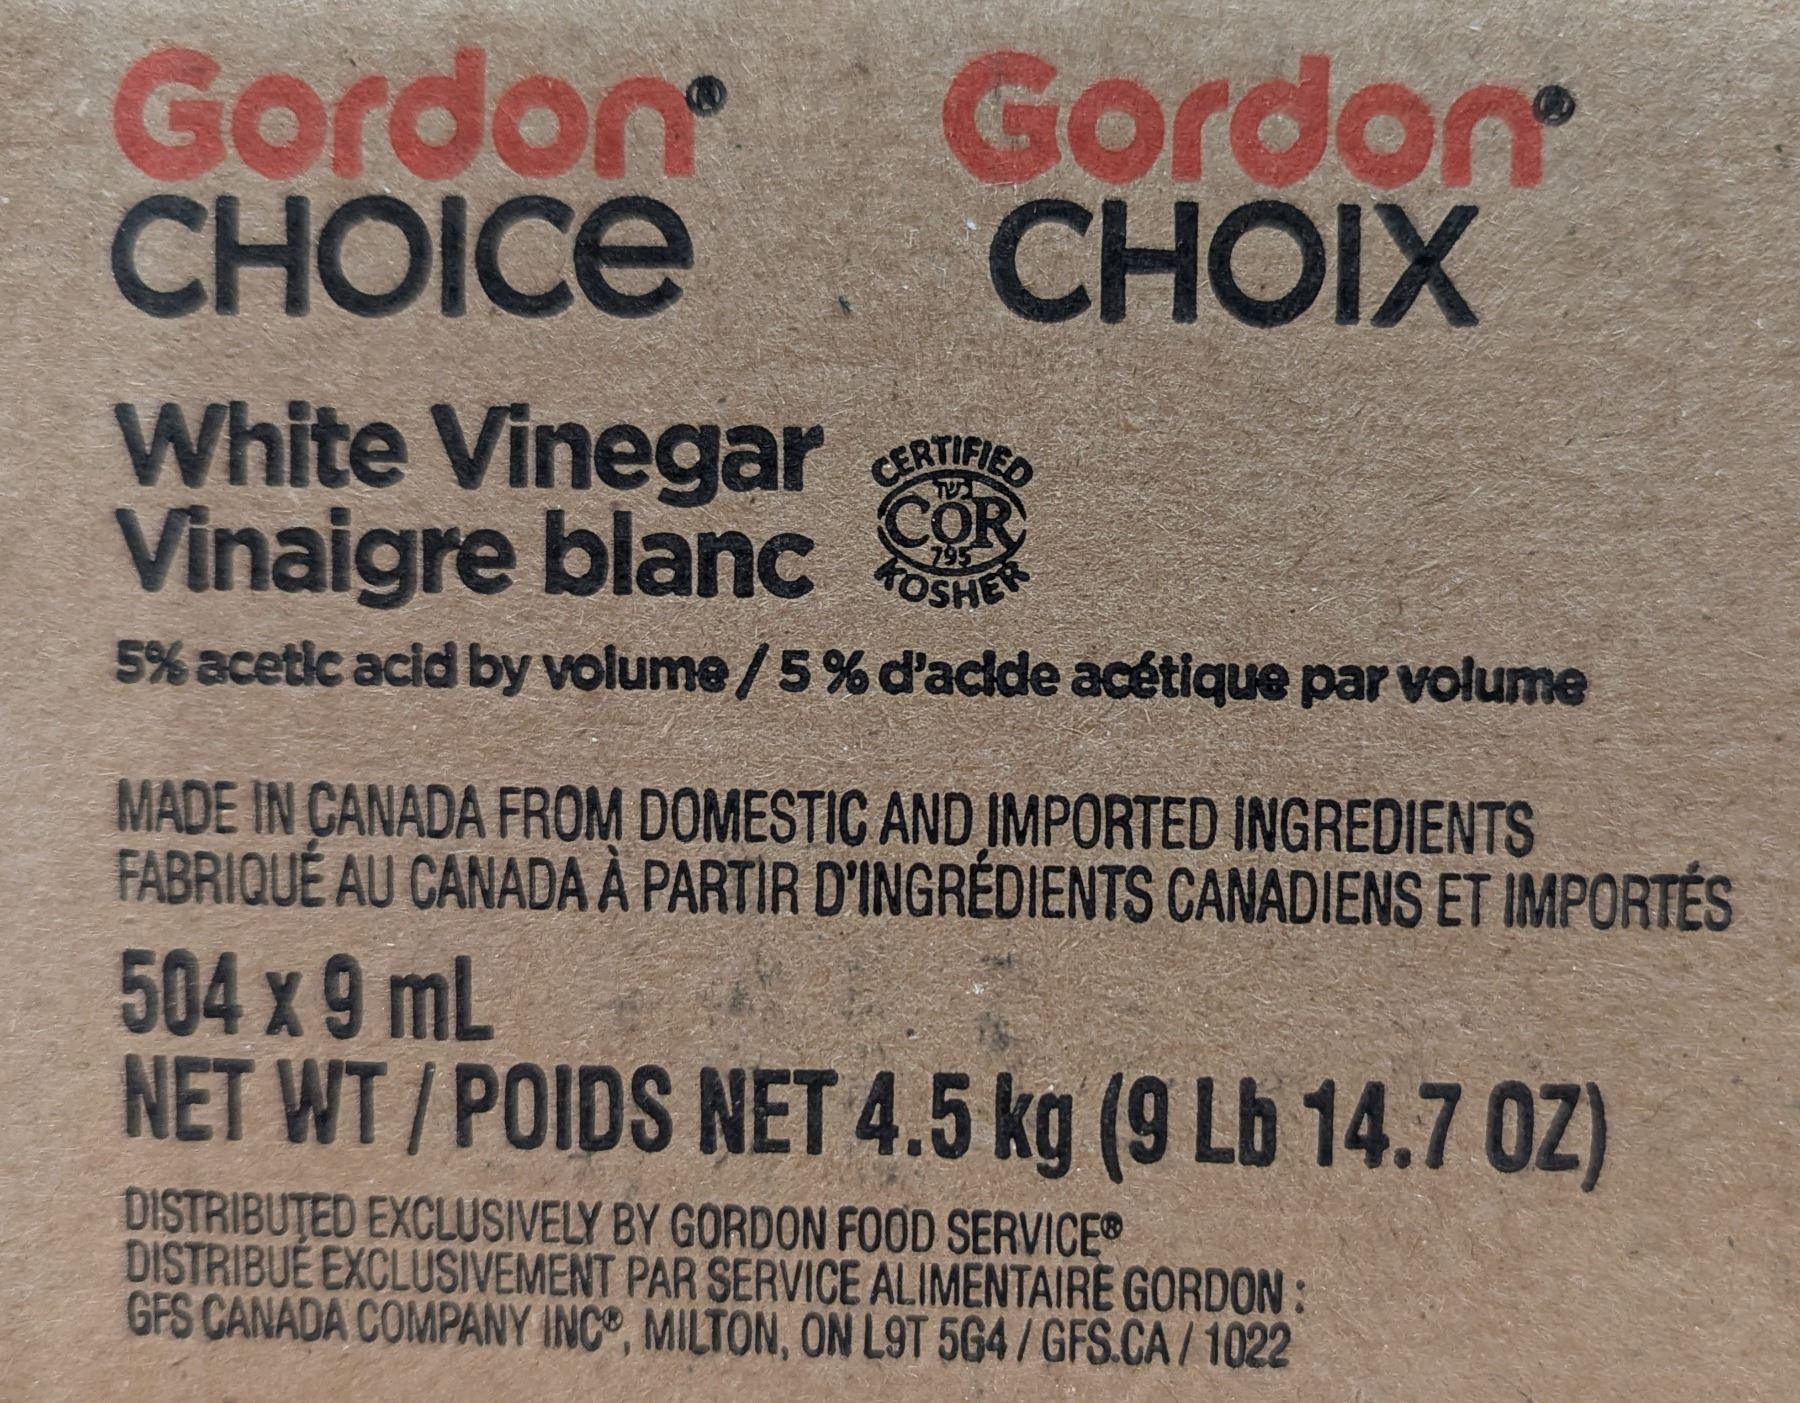 Gordon® Gordon®
CHOICe CHOIX
White Vinegar
Vinaigre blanc
CERTIFIED
כשר
COR
795
KOSHER
5% acetic acid by volume / 5 % d'acide acétique par volume
MADE IN CANADA FROM DOMESTIC AND IMPORTED INGREDIENTS
FABRIQUÉ AU CANADA À PARTIR D'INGRÉDIENTS CANADIENS ET IMPORTÉS
504 x 9 mL
NET WT / POIDS NET 4.5 kg (9 Lb 14.7 OZ)
DISTRIBUTED EXCLUSIVELY BY GORDON FOOD SERVICE®
DISTRIBUÉ EXCLUSIVEMENT PAR SERVICE ALIMENTAIRE GORDON :
GFS CANADA COMPANY INC®, MILTON, ON L9T 5G4 / GFS.CA / 1022